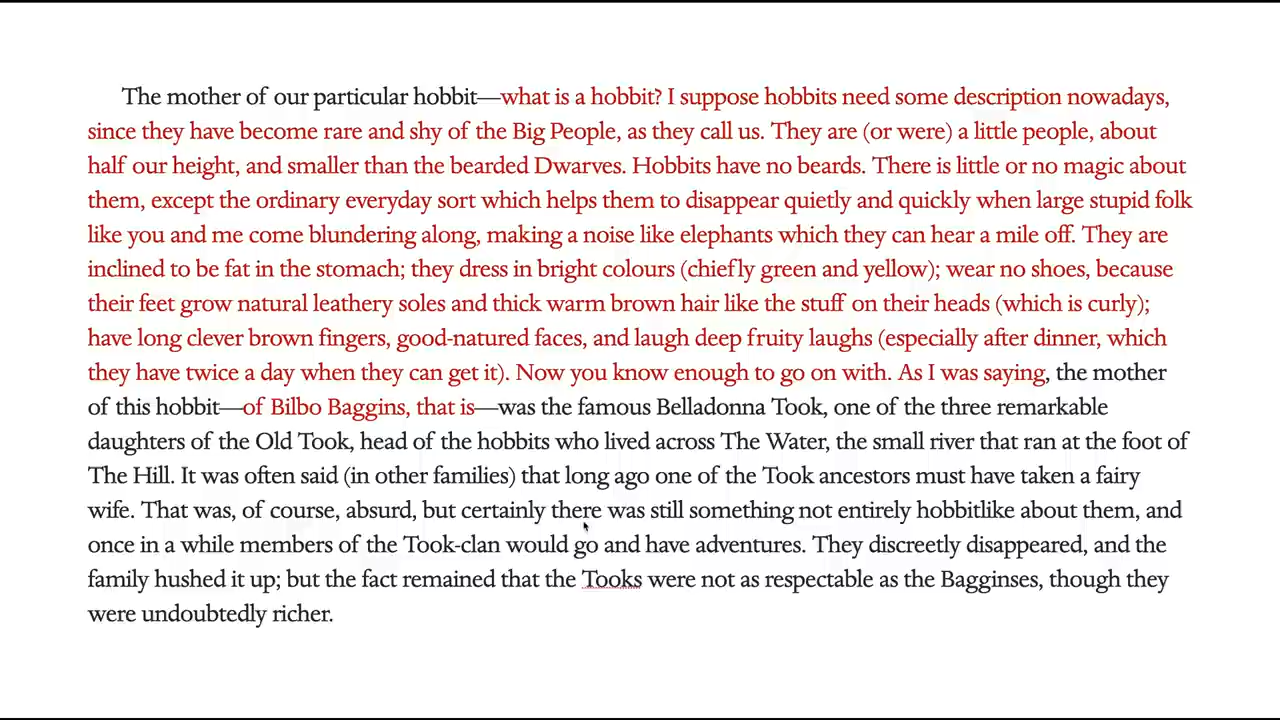 The mother of our particular hobbit—what is a hobbit? I suppose hobbits need some description nowadays,
since they have become rare and shy of the Big People, as they call us. They are (or were) a little people, about
half our height, and smaller than the bearded Dwarves. Hobbits have no beards. There is little or no magic about
them, except the ordinary everyday sort which helps them to disappear quietly and quickly when large stupid folk
like you and me come blundering along, making a noise like elephants which they can hear a mile off. They are
inclined to be fat in the stomach; they dress in bright colours (chiefly green and yellow); wear no shoes, because
their feet grow natural leathery soles and thick warm brown hair like the stuff on their heads (which is curly);
have long clever brown fingers, good-natured faces, and laugh deep fruity laughs (especially after dinner, which
they have twice a day when they can get it). Now you know enough to go on with. As I was saying, the mother
of this hobbit—of Bilbo Baggins, that is—was the famous Belladonna Took, one of the three remarkable
daughters of the Old Took, head of the hobbits who lived across The Water, the small river that ran at the foot of
The Hill. It was often said (in other families) that long ago one of the Took ancestors must have taken a fairy
wife. That was, of course, absurd, but certainly there was still something not entirely hobbitlike about them, and
once in a while members of the Took-clan would go and have adventures. They discreetly disappeared, and the
family hushed it up; but the fact remained that the Tooks were not as respectable as the Bagginses, though they
were undoubtedly richer.